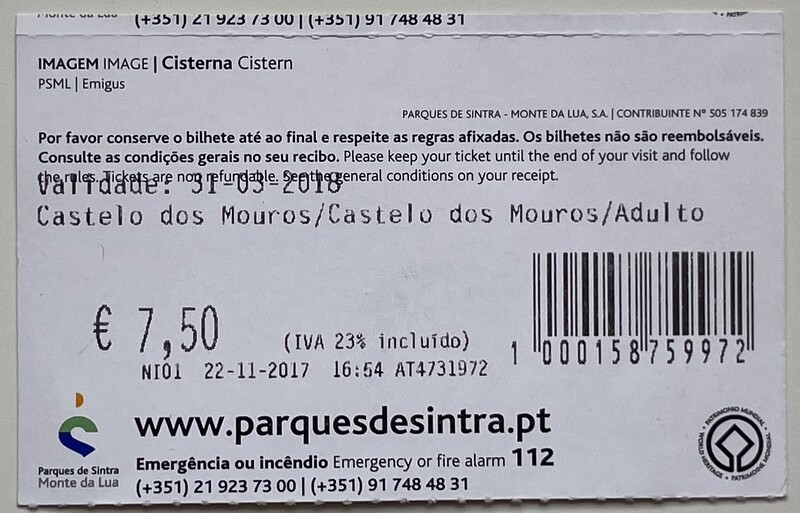 (+351) 21 923 73 00 | (+351) 91 748 48 31
IMAGEM IMAGE | Cisterna Cistern
PSML | Emigus
PARQUES DE SINTRA - MONTE DA LUA, S.A. | CONTRIBUINTE Nº 505 174 839
Por favor conserve o bilhete até ao final e respeite as regras afixadas. Os bilhetes não são reembolsáveis.
Consulte as condições gerais no seu recibo. Please keep your ticket until the end of your visit and follow
the rules. Tickets are non refundable. See the general conditions on your receipt.
Validade: 31-03-2018
Castelo dos Mouros/Castelo dos Mouros/Adulto
€ 7,50 (IVA 23% incluído)
1 000158 759972
NI01 22-11-2017 16:54 AT4731972
www.parquesdesintra.pt
Parques de Sintra
Monte da Lua
Emergência ou incêndio Emergency or fire alarm 112
(+351) 21 923 73 00 | (+351) 91 748 48 31
PATRIMONIO MUNDIAL • WORLD HERITAGE • PATRIMOINE MONDIAL